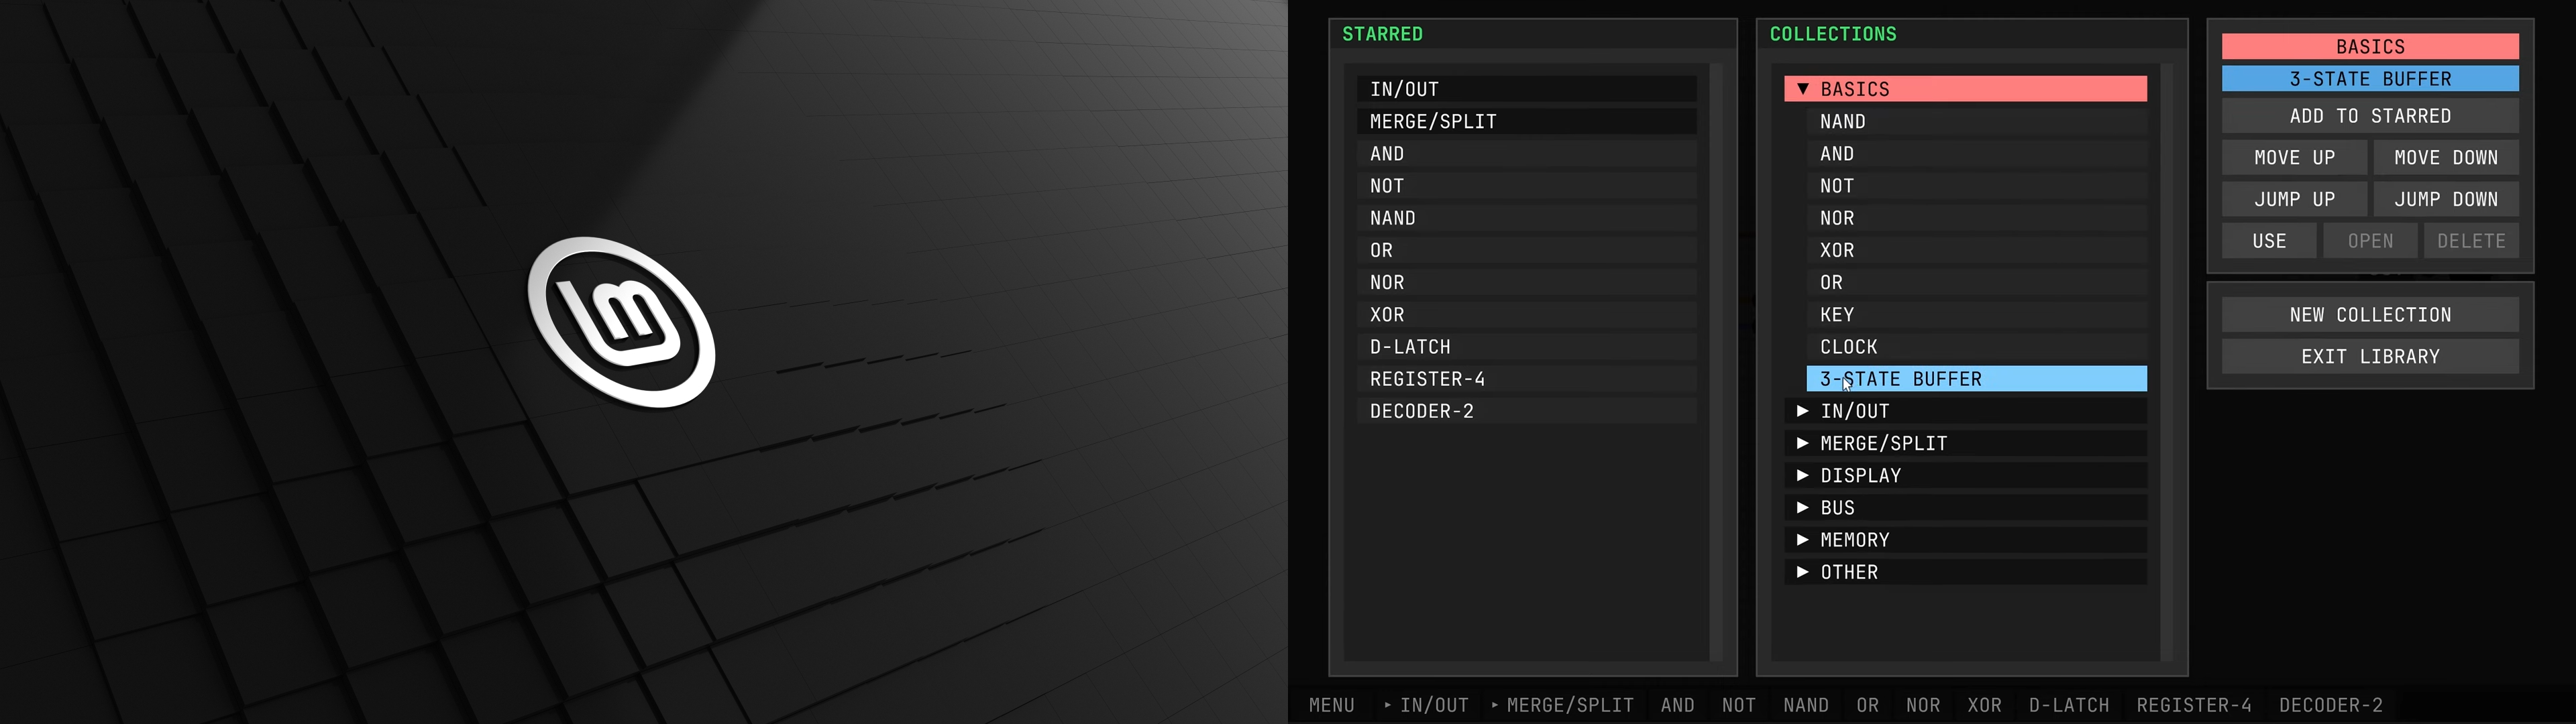 STARRED
IN/OUT
MERGE/SPLIT
AND
NOT
NAND
OR
NOR
XOR
D-LATCH
REGISTER-4
DECODER-2
COLLECTIONS
▼ BASICS
NAND
AND
NOT
NOR
XOR
OR
KEY
CLOCK
3-STATE BUFFER
▶ IN/OUT
▶ MERGE/SPLIT
▶ DISPLAY
▶ BUS
▶ MEMORY
▶ OTHER
BASICS
3-STATE BUFFER
ADD TO STARRED
MOVE UP MOVE DOWN
JUMP UP JUMP DOWN
USE OPEN DELETE
NEW COLLECTION
EXIT LIBRARY
MENU ▸ IN/OUT ▸ MERGE/SPLIT AND NOT NAND OR NOR XOR D-LATCH REGISTER-4 DECODER-2